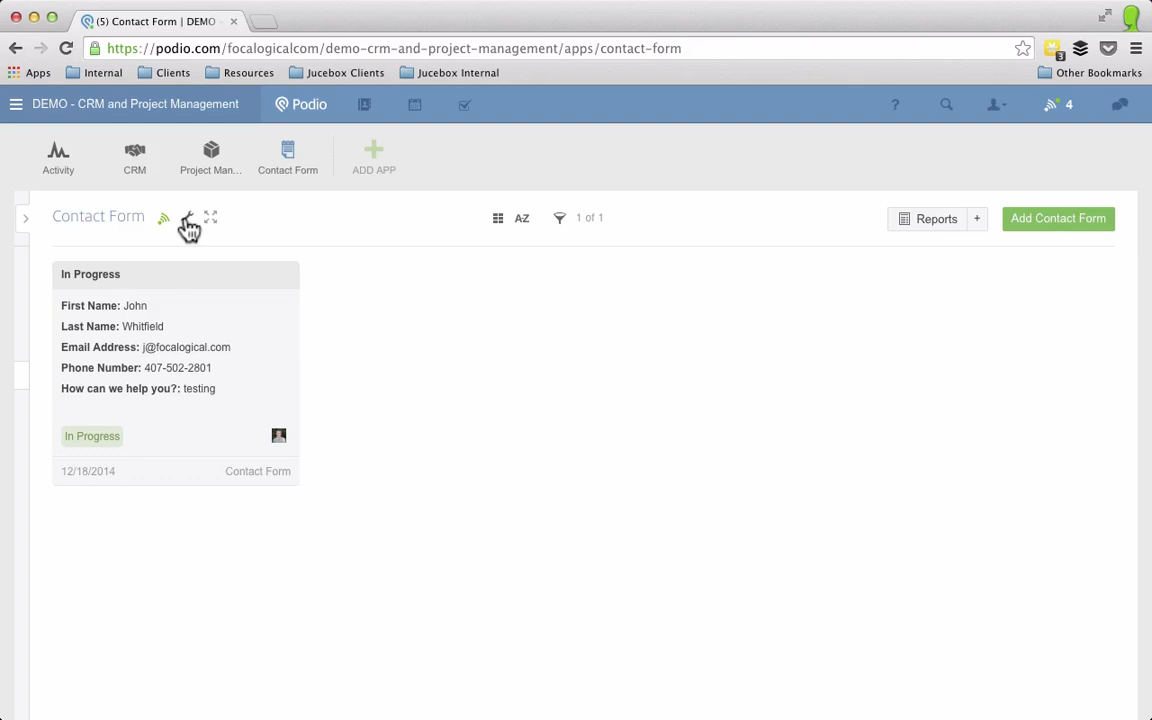 (5) Contact Form | DEMO
https://podio.com/focalogicalcom/demo-crm-and-project-management/apps/contact-form
3
Apps Internal Clients Resources Jucebox Clients Jucebox Internal Other Bookmarks
DEMO - CRM and Project Management Podio ? 4
Activity CRM Project Man... Contact Form ADD APP
Contact Form A-Z 1 of 1 Reports + Add Contact Form
In Progress
First Name: John
Last Name: Whitfield
Email Address: j@focalogical.com
Phone Number: 407-502-2801
How can we help you?: testing
In Progress
12/18/2014 Contact Form